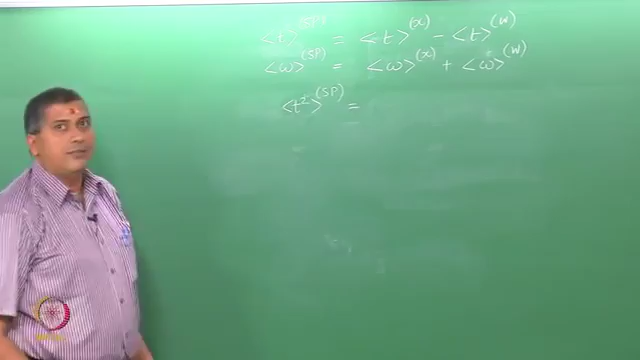 <t>^(SP) = <t>^(x) - <t>^(W)
<ω>^(SP) = <ω>^(x) + <ω>^(W)
<t²>^(SP) =